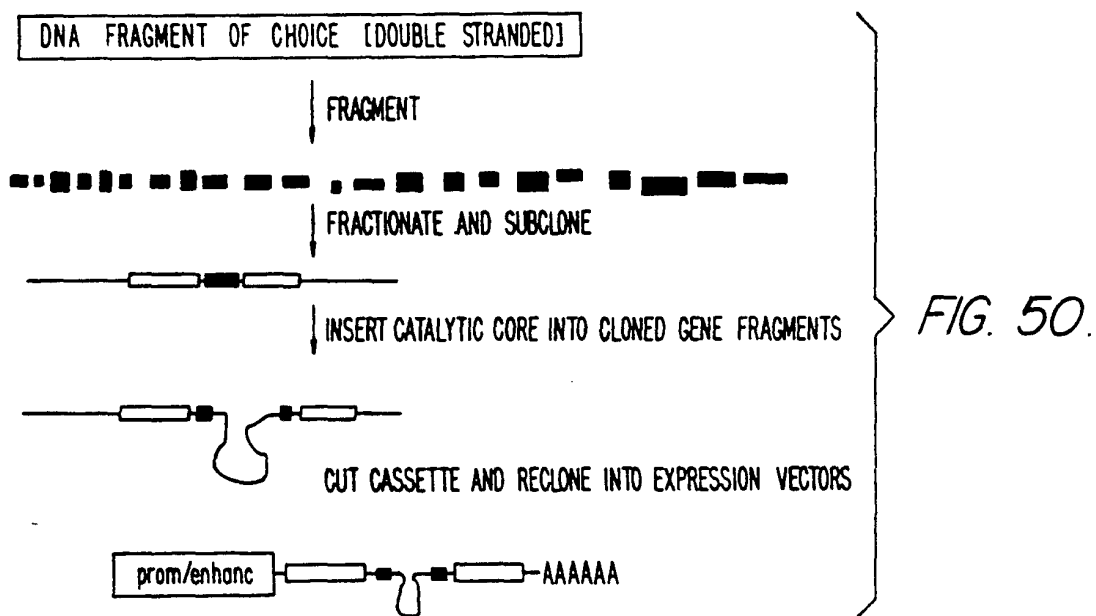 DNA FRAGMENT OF CHOICE [DOUBLE STRANDED]
FRAGMENT
FRACTIONATE AND SUBCLONE
INSERT CATALYTIC CORE INTO CLONED GENE FRAGMENTS
CUT CASSETTE AND RECLONE INTO EXPRESSION VECTORS
prom/enhanc
AAAAAA
FIG. 50.